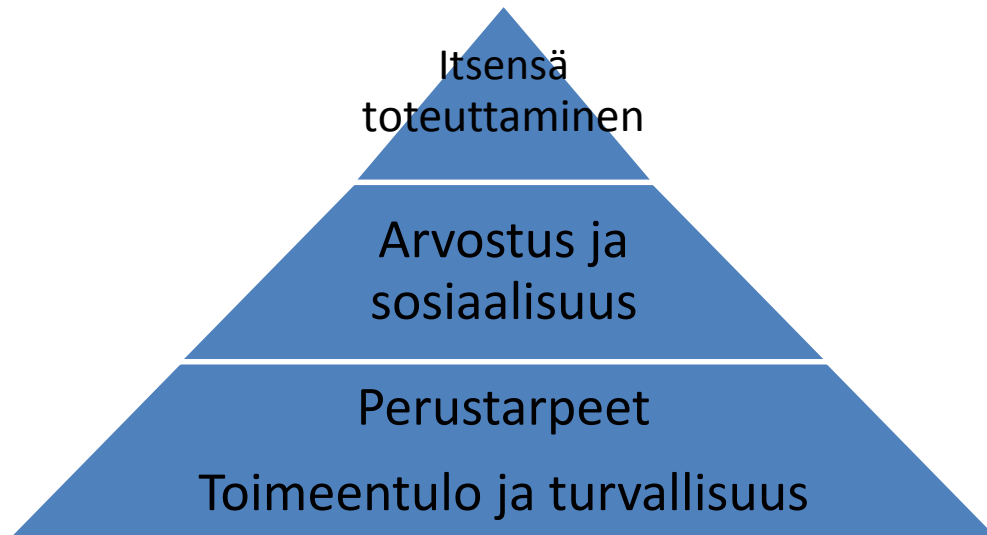 Itsensä
toteuttaminen
Arvostus ja
sosiaalisuus
Perustarpeet
Toimeentulo ja turvallisuus